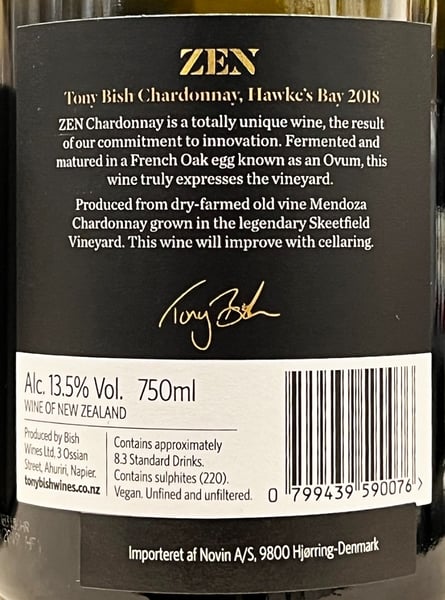 ZEN
Tony Bish Chardonnay, Hawke's Bay 2018
ZEN Chardonnay is a totally unique wine, the result
of our commitment to innovation. Fermented and
matured in a French Oak egg known as an Ovum, this
wine truly expresses the vineyard.
Produced from dry-farmed old vine Mendoza
Chardonnay grown in the legendary Skeetfield
Vineyard. This wine will improve with cellaring.
Tony Bish
Alc. 13.5% Vol. 750ml
WINE OF NEW ZEALAND
Produced by Bish
Wines Ltd. 3 Ossian
Street, Ahuriri, Napier.
tonybishwines.co.nz
Contains approximately
8.3 Standard Drinks.
Contains sulphites (220).
Vegan. Unfined and unfiltered.
0 799439 590076 >
Importeret af Novin A/S, 9800 Hjørring-Denmark